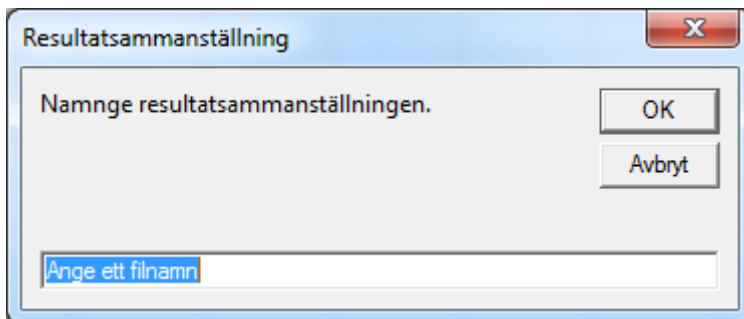 Resultatsammanställning
Namnge resultatsammanställningen.
OK
Avbryt
Ange ett filnamn